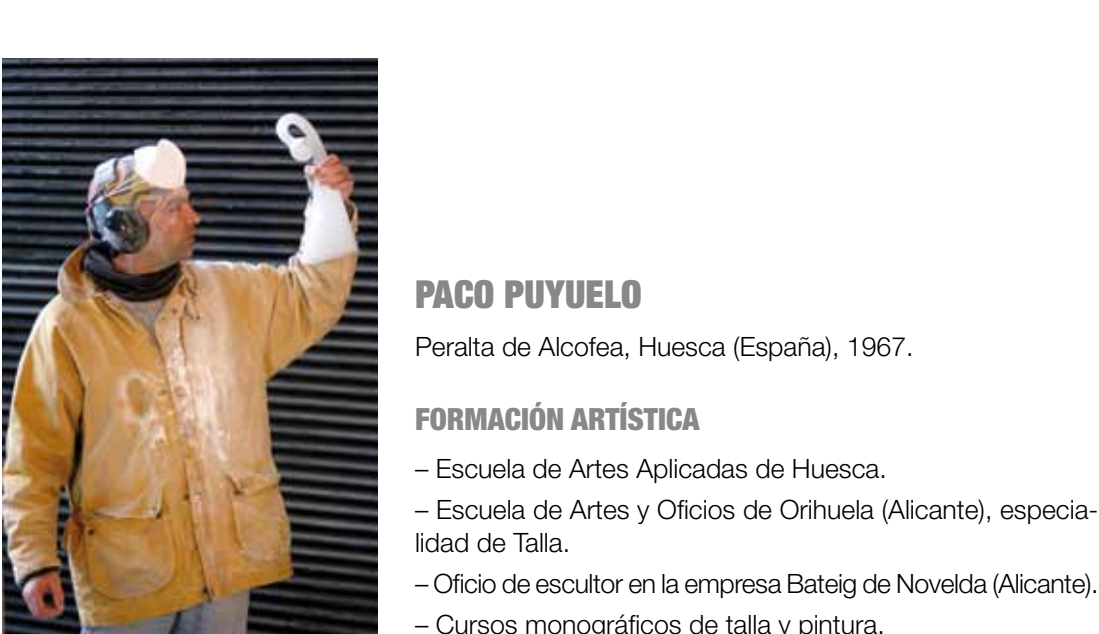 PACO PUYUELO
Peralta de Alcofea, Huesca (España), 1967.
FORMACIÓN ARTÍSTICA
– Escuela de Artes Aplicadas de Huesca.
– Escuela de Artes y Oficios de Orihuela (Alicante), especia-
lidad de Talla.
– Oficio de escultor en la empresa Bateig de Novelda (Alicante).
– Cursos monográficos de talla y pintura.